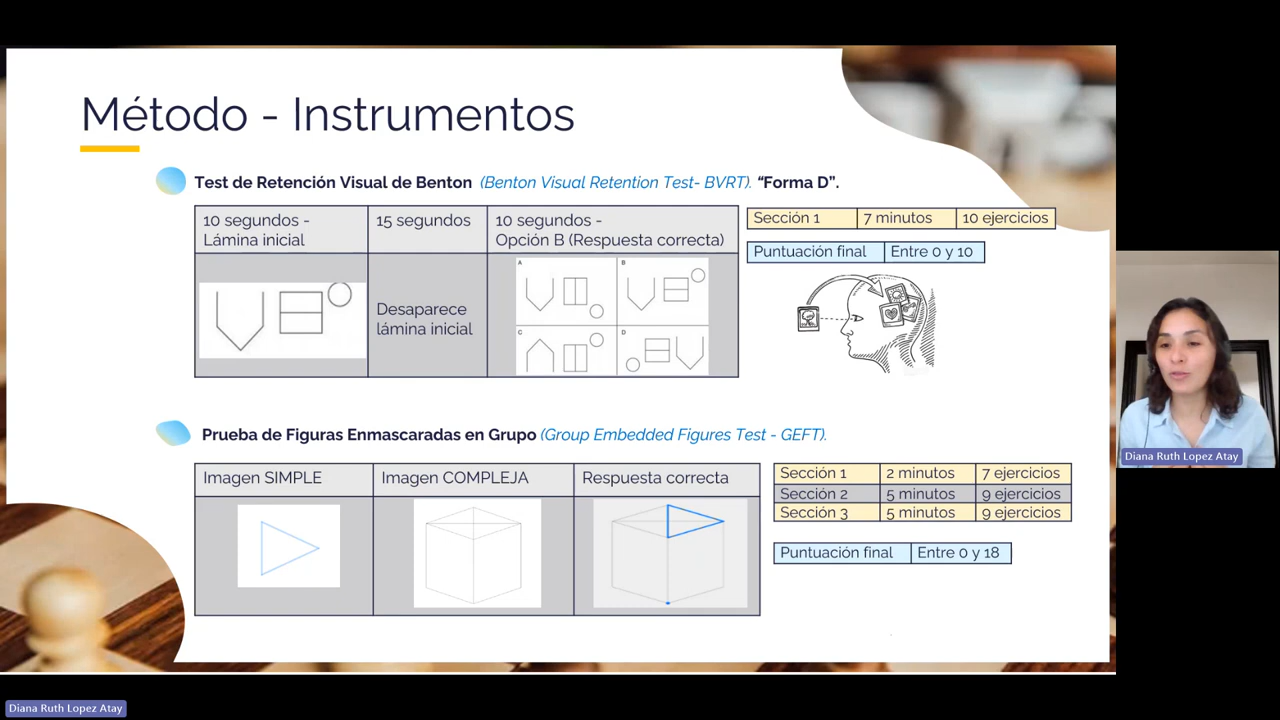 Método - Instrumentos
Test de Retención Visual de Benton (Benton Visual Retention Test- BVRT). “Forma D”.
10 segundos -
Lámina inicial
15 segundos
10 segundos -
Opción B (Respuesta correcta)
Desaparece
lámina inicial
A
B
C
D
Sección 1 7 minutos 10 ejercicios
Puntuación final Entre 0 y 10
Prueba de Figuras Enmascaradas en Grupo (Group Embedded Figures Test - GEFT).
Imagen SIMPLE Imagen COMPLEJA Respuesta correcta
Sección 1 2 minutos 7 ejercicios
Sección 2 5 minutos 9 ejercicios
Sección 3 5 minutos 9 ejercicios
Puntuación final Entre 0 y 18
Diana Ruth Lopez Atay
Diana Ruth Lopez Atay